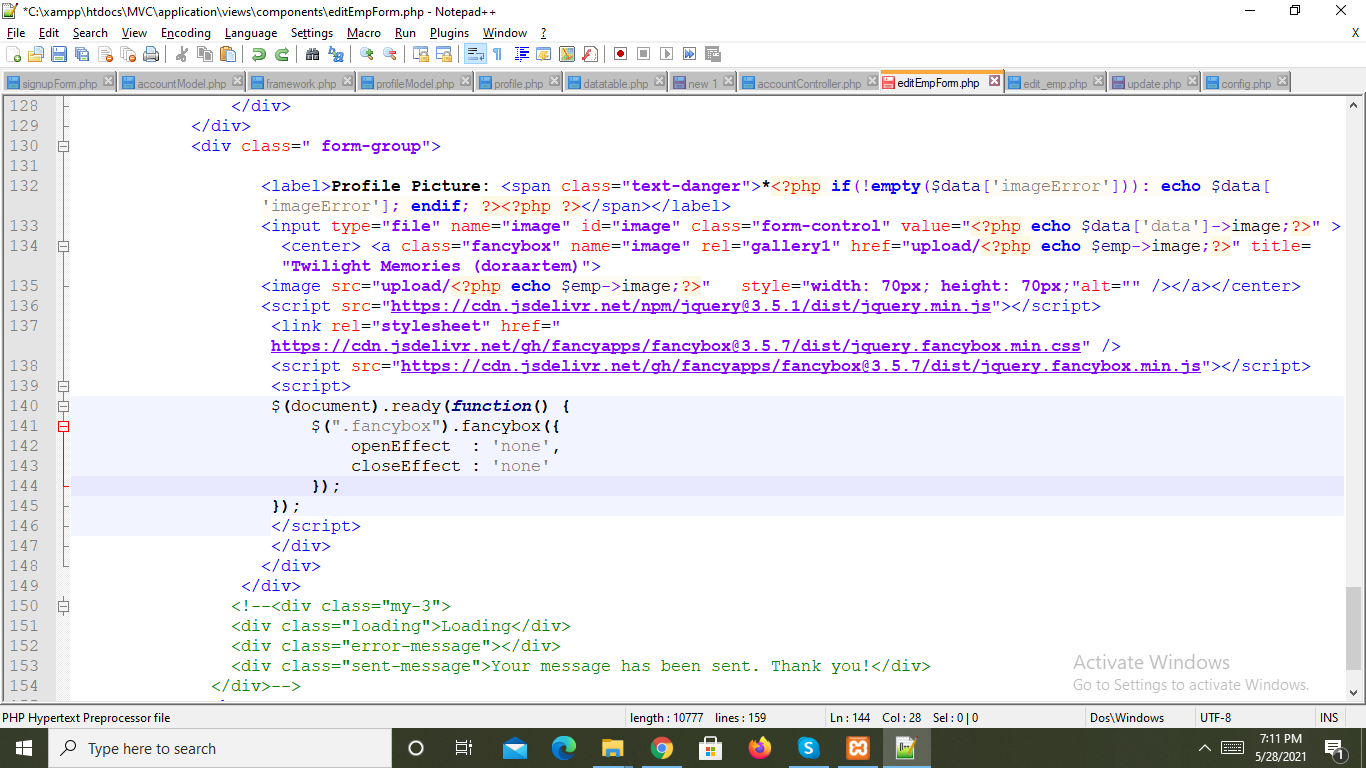 *C:\xampp\htdocs\MVC\application\views\components\editEmpForm.php - Notepad++
File Edit Search View Encoding Language Settings Macro Run Plugins Window ? X
signupForm.php accountModel.php framework.php profileModel.php profile.php datatable.php new 1 accountController.php editEmpForm.php edit_emp.php update.php config.php
128 </div>
129 </div>
130 <div class=" form-group">
131
132 <label>Profile Picture: <span class="text-danger">*<?php if(!empty($data['imageError'])): echo $data[
'imageError']; endif; ?><?php ?></span></label>
133 <input type="file" name="image" id="image" class="form-control" value="<?php echo $data['data']->image;?>" >
134 <center> <a class="fancybox" name="image" rel="gallery1" href="upload/<?php echo $emp->image;?>" title=
"Twilight Memories (doraartem)">
135 <image src="upload/<?php echo $emp->image;?>" style="width: 70px; height: 70px;"alt="" /></a></center>
136 <script src="https://cdn.jsdelivr.net/npm/jquery@3.5.1/dist/jquery.min.js"></script>
137 <link rel="stylesheet" href="
https://cdn.jsdelivr.net/gh/fancyapps/fancybox@3.5.7/dist/jquery.fancybox.min.css" />
138 <script src="https://cdn.jsdelivr.net/gh/fancyapps/fancybox@3.5.7/dist/jquery.fancybox.min.js"></script>
139 <script>
140 $(document).ready(function() {
141 $(".fancybox").fancybox({
142 openEffect : 'none',
143 closeEffect : 'none'
144 });
145 });
146 </script>
147 </div>
148 </div>
149 </div>
150 <!--<div class="my-3">
151 <div class="loading">Loading</div>
152 <div class="error-message"></div>
153 <div class="sent-message">Your message has been sent. Thank you!</div>
154 </div>-->
Activate Windows
Go to Settings to activate Windows.
PHP Hypertext Preprocessor file length : 10777 lines : 159 Ln : 144 Col : 28 Sel : 0 | 0 Dos\Windows UTF-8 INS
Type here to search
7:11 PM
5/28/2021
1